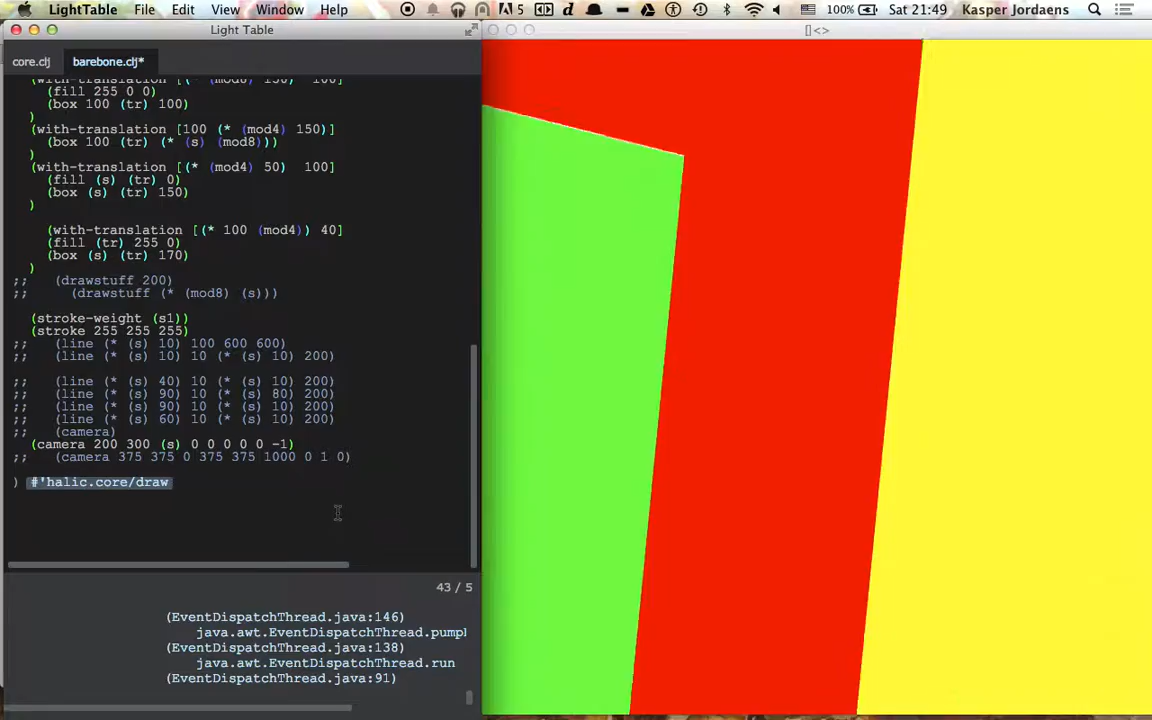 LightTable File Edit View Window Help 5 100% Sat 21:49 Kasper Jordaens
Light Table
[]<>
core.clj barebone.clj*
(with-translation [(* (mod8) 150) 100]
(fill 255 0 0)
(box 100 (tr) 100)
)
(with-translation [100 (* (mod4) 150)]
(box 100 (tr) (* (s) (mod8)))
)
(with-translation [(* (mod4) 50) 100]
(fill (s) (tr) 0)
(box (s) (tr) 150)
)
(with-translation [(* 100 (mod4)) 40]
(fill (tr) 255 0)
(box (s) (tr) 170)
)
;; (drawstuff 200)
;; (drawstuff (* (mod8) (s)))
(stroke-weight (s1))
(stroke 255 255 255)
;; (line (* (s) 10) 100 600 600)
;; (line (* (s) 10) 10 (* (s) 10) 200)
;; (line (* (s) 40) 10 (* (s) 10) 200)
;; (line (* (s) 90) 10 (* (s) 80) 200)
;; (line (* (s) 90) 10 (* (s) 10) 200)
;; (line (* (s) 60) 10 (* (s) 10) 200)
;; (camera)
(camera 200 300 (s) 0 0 0 0 0 -1)
;; (camera 375 375 0 375 375 1000 0 1 0)
) #'halic.core/draw
43 / 5
(EventDispatchThread.java:146)
java.awt.EventDispatchThread.pump
(EventDispatchThread.java:138)
java.awt.EventDispatchThread.run
(EventDispatchThread.java:91)